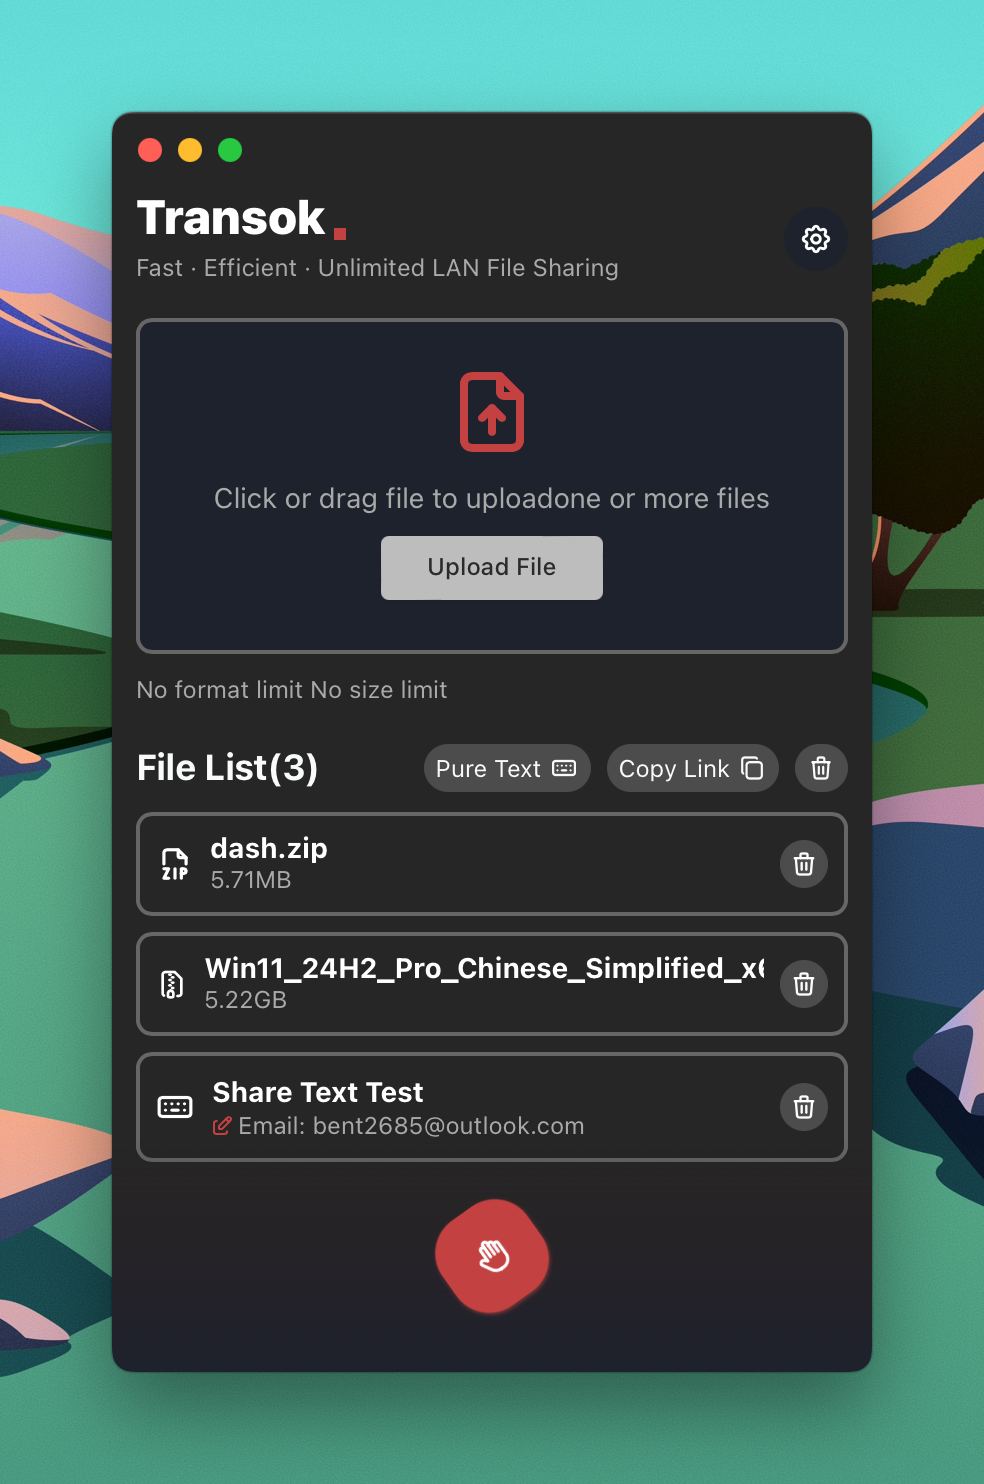 Transok
Fast · Efficient · Unlimited LAN File Sharing
Click or drag file to uploadone or more files
Upload File
No format limit No size limit
File List(3)
Pure Text
Copy Link
ZIP
dash.zip
5.71MB
Win11_24H2_Pro_Chinese_Simplified_x6
5.22GB
Share Text Test
Email: bent2685@outlook.com